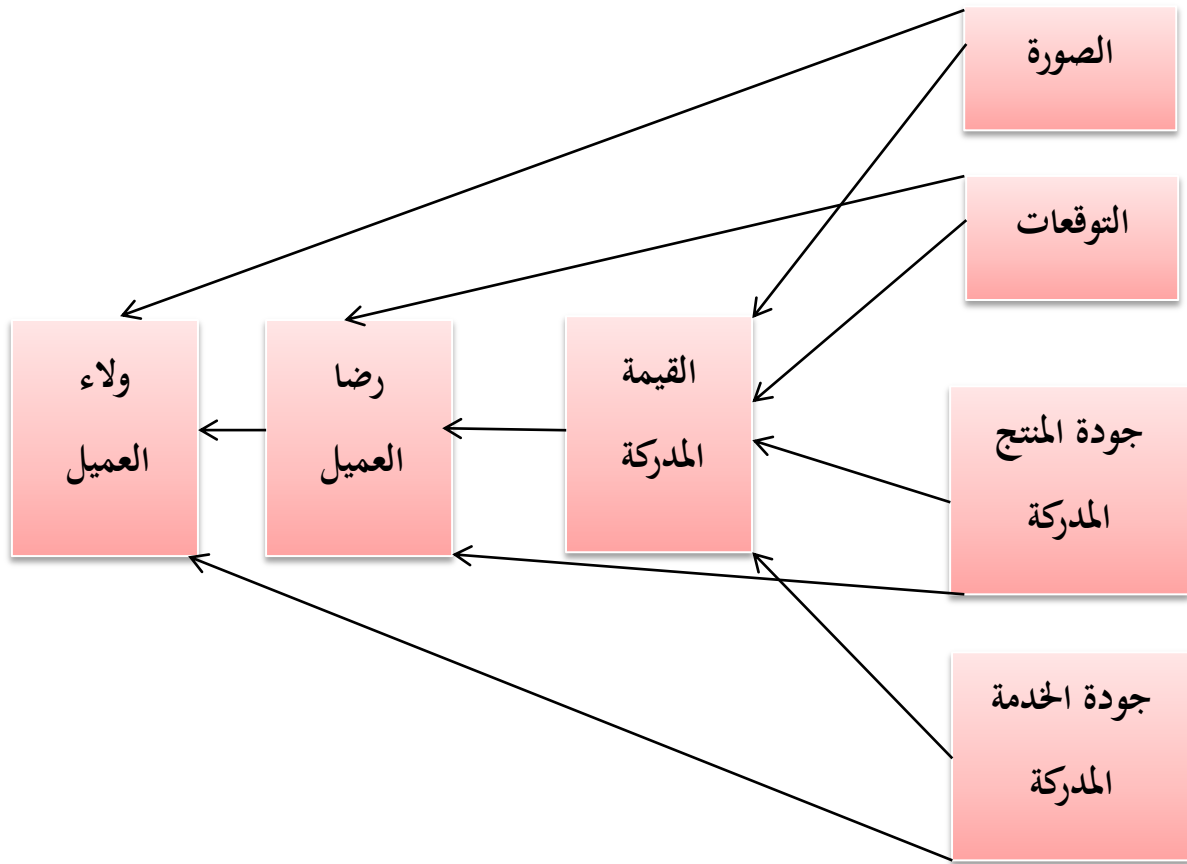 الصورة
التوقعات
جودة المنتج
المدركة
جودة الخدمة
المدركة
القيمة
المدركة
رضا
العميل
ولاء
العميل